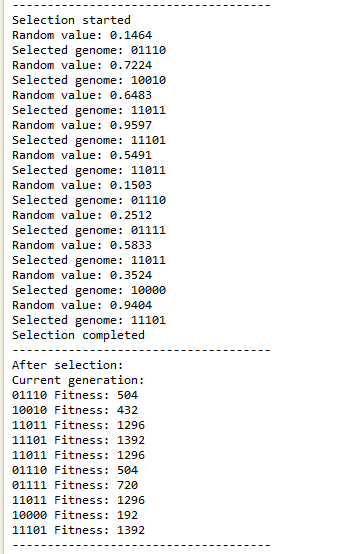 -------------------------------------
Selection started
Random value: 0.1464
Selected genome: 01110
Random value: 0.7224
Selected genome: 10010
Random value: 0.6483
Selected genome: 11011
Random value: 0.9597
Selected genome: 11101
Random value: 0.5491
Selected genome: 11011
Random value: 0.1503
Selected genome: 01110
Random value: 0.2512
Selected genome: 01111
Random value: 0.5833
Selected genome: 11011
Random value: 0.3524
Selected genome: 10000
Random value: 0.9404
Selected genome: 11101
Selection completed
-------------------------------------
After selection:
Current generation:
01110 Fitness: 504
10010 Fitness: 432
11011 Fitness: 1296
11101 Fitness: 1392
11011 Fitness: 1296
01110 Fitness: 504
01111 Fitness: 720
11011 Fitness: 1296
10000 Fitness: 192
11101 Fitness: 1392
-------------------------------------